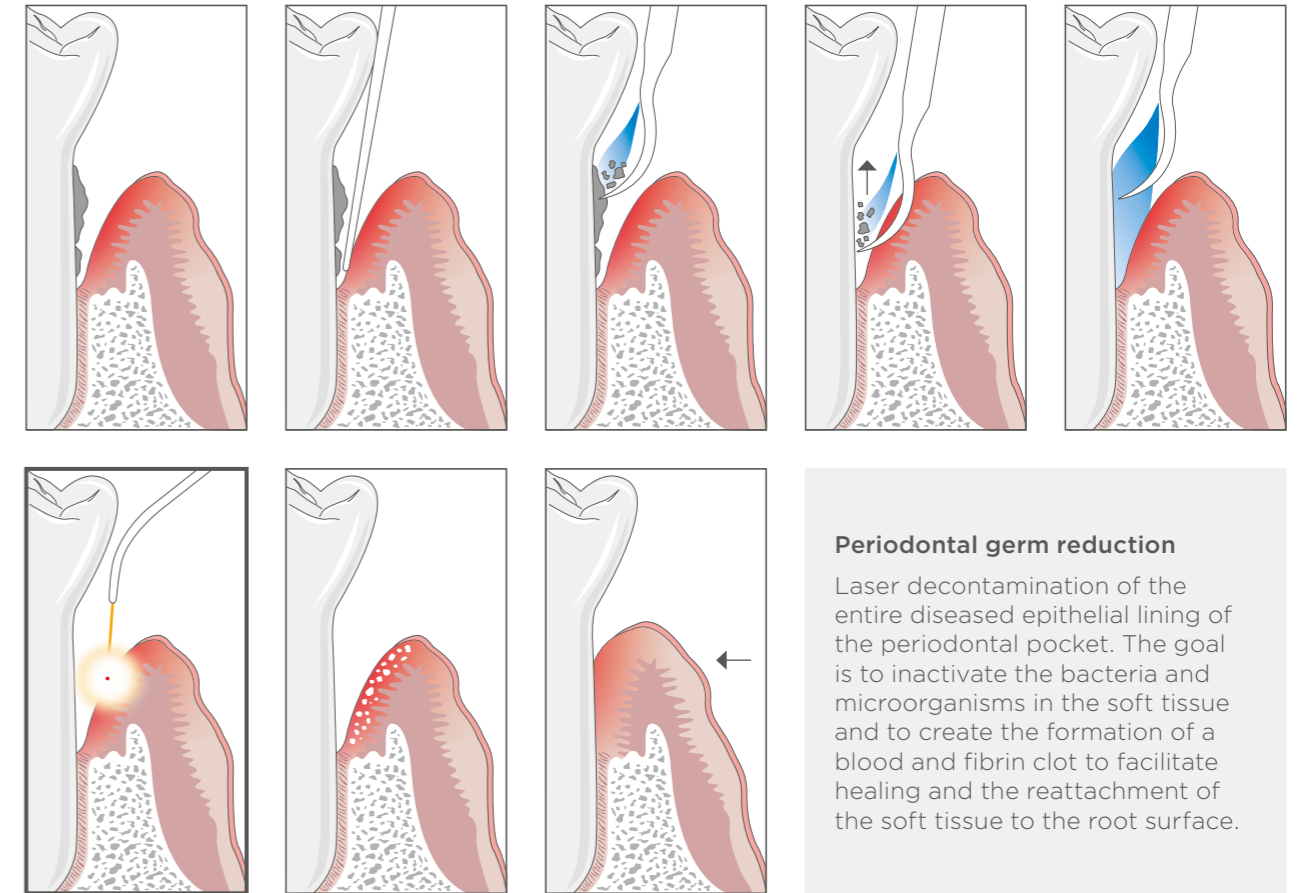 Periodontal germ reduction
Laser decontamination of the
entire diseased epithelial lining of
the periodontal pocket. The goal
is to inactivate the bacteria and
microorganisms in the soft tissue
and to create the formation of a
blood and fibrin clot to facilitate
healing and the reattachment of
the soft tissue to the root surface.